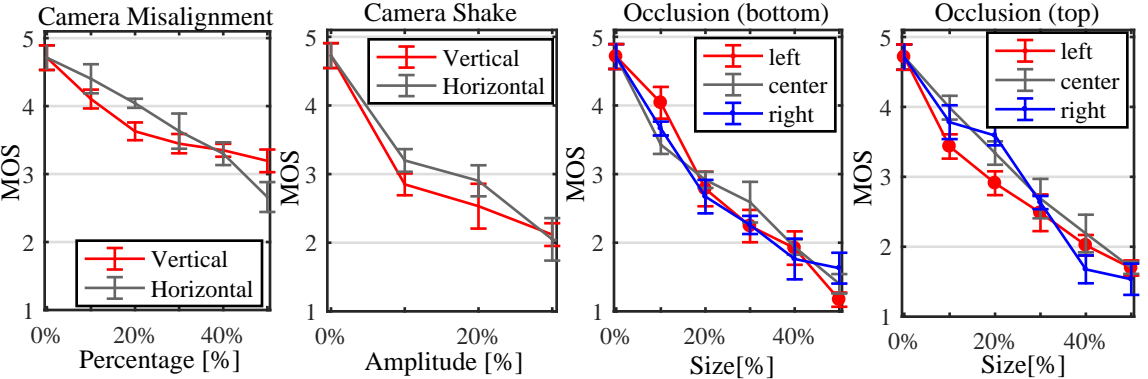 Camera Misalignment
5
4
3
2
1
MOS
Vertical
Horizontal
0%
20%
40%
Percentage [%]
Camera Shake
5
4
3
2
1
MOS
Vertical
Horizontal
0%
20%
Amplitude [%]
Occlusion (bottom)
5
4
3
2
1
MOS
left
center
right
0%
20%
40%
Size[%]
Occlusion (top)
5
4
3
2
1
MOS
left
center
right
0%
20%
40%
Size[%]